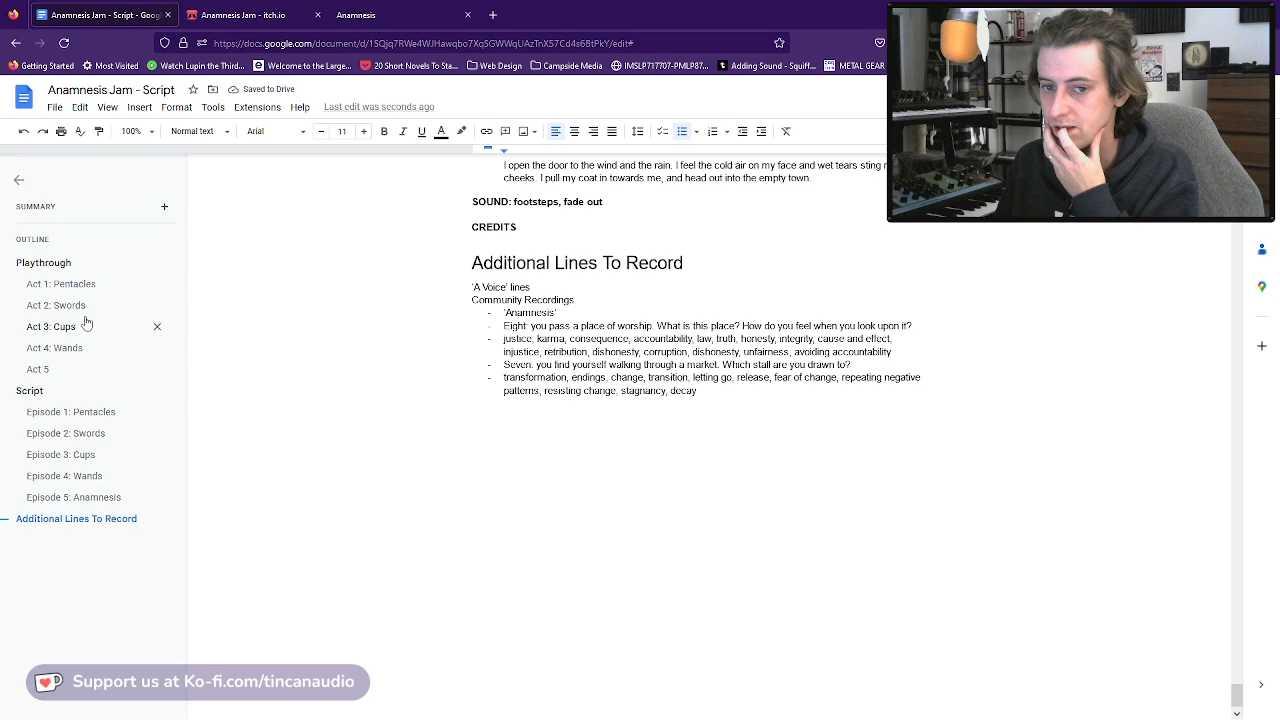 Anamnesis Jam - Script - Googl
Anamnesis Jam - itch.io
Anamnesis
https://docs.google.com/document/d/1SQjq7RWe4WJHawqbo7XqSGWWqUAzTnX57Cd4s6BtPkY/edit#
Getting Started
Most Visited
Watch Lupin the Third...
Welcome to the Large...
20 Short Novels To ...
Web Design
Campside Media
IMSLP717707-PMLP87...
Adding Sound - Squiff...
METAL GEAR
Anamnesis Jam - Script
Saved to Drive
File Edit View Insert Format Tools Extensions Help
Last edit was seconds ago
100%
Normal text
Arial
11
SUMMARY
OUTLINE
Playthrough
Act 1: Pentacles
Act 2: Swords
Act 3: Cups
Act 4: Wands
Act 5
Script
Episode 1: Pentacles
Episode 2: Swords
Episode 3: Cups
Episode 4: Wands
Episode 5: Anamnesis
Additional Lines To Record
I open the door to the wind and the rain. I feel the cold air on my face and wet tears sting
cheeks. I pull my coat in towards me, and head out into the empty town.
SOUND: footsteps, fade out
CREDITS
Additional Lines To Record
‘A Voice’ lines
Community Recordings
- ‘Anamnesis’
- Eight: you pass a place of worship. What is this place? How do you feel when you look upon it?
- justice, karma, consequence, accountability, law, truth, honesty, integrity, cause and effect,
injustice, retribution, dishonesty, corruption, dishonesty, unfairness, avoiding accountability
- Seven: you find yourself walking through a market. Which stall are you drawn to?
- transformation, endings, change, transition, letting go, release, fear of change, repeating negative
patterns, resisting change, stagnancy, decay
Support us at Ko-fi.com/tincanaudio